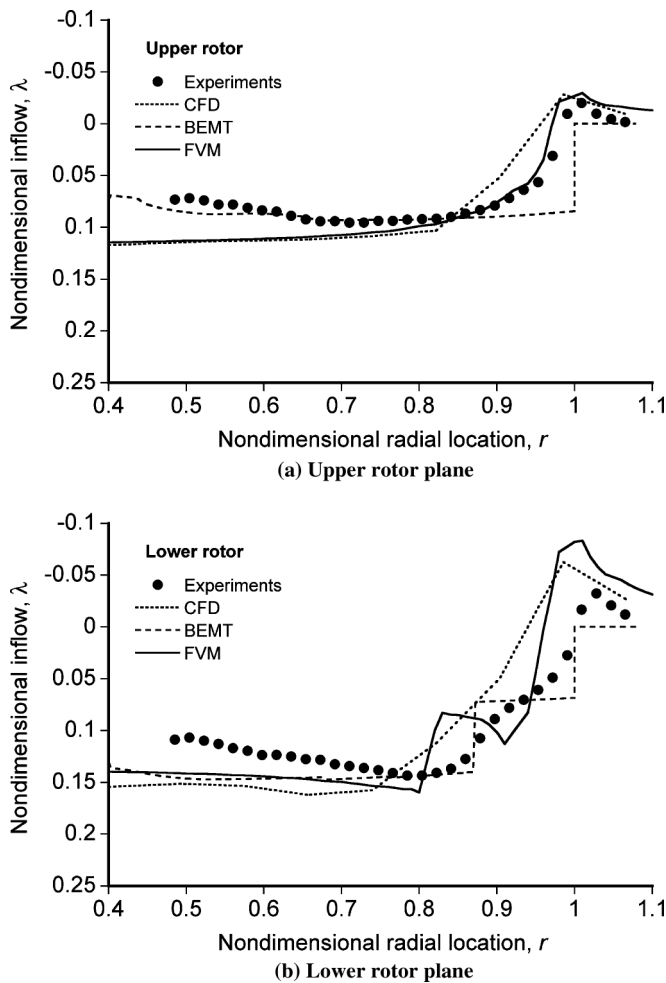 -0.1
-0.05
0
0.05
0.1
0.15
0.2
0.25
Nondimensional inflow, λ
Upper rotor
Experiments
CFD
BEMT
FVM
0.4 0.5 0.6 0.7 0.8 0.9 1 1.1
Nondimensional radial location, r
(a) Upper rotor plane
-0.1
-0.05
0
0.05
0.1
0.15
0.2
0.25
Nondimensional inflow, λ
Lower rotor
Experiments
CFD
BEMT
FVM
0.4 0.5 0.6 0.7 0.8 0.9 1 1.1
Nondimensional radial location, r
(b) Lower rotor plane